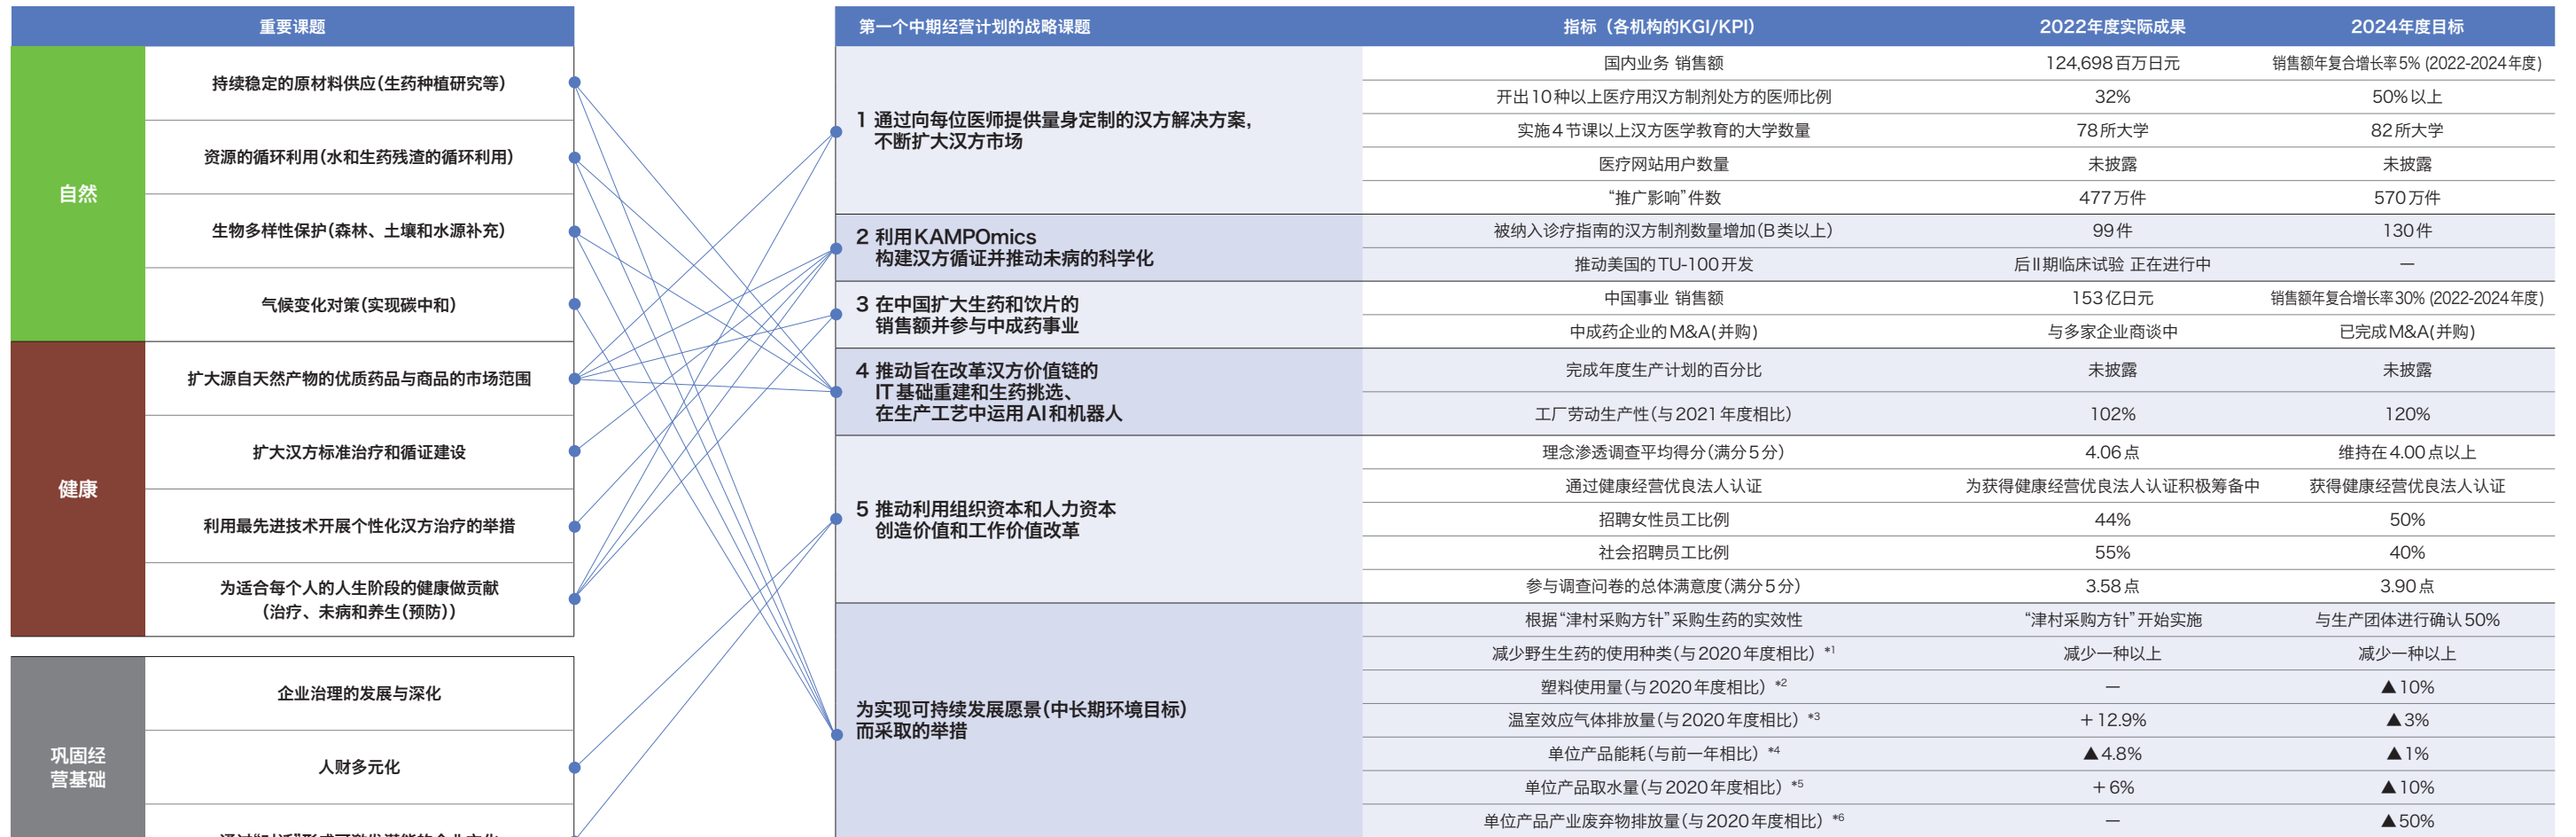 重要课题
自然
持续稳定的原材料供应(生药种植研究等)
资源的循环利用(水和生药残渣的循环利用)
生物多样性保护(森林、土壤和水源补充)
气候变化对策(实现碳中和)
健康
扩大源自天然产物的优质药品与商品的市场范围
扩大汉方标准治疗和循证建设
利用最先进技术开展个性化汉方治疗的举措
为适合每个人的人生阶段的健康做贡献
(治疗、未病和养生(预防))
巩固经
营基础
企业治理的发展与深化
人财多元化
第一个中期经营计划的战略课题 指标（各机构的KGI/KPI） 2022年度实际成果 2024年度目标
1 通过向每位医师提供量身定制的汉方解决方案，
不断扩大汉方市场
国内业务 销售额 124,698百万日元 销售额年复合增长率5% (2022-2024年度)
开出10种以上医疗用汉方制剂处方的医师比例 32% 50%以上
实施4节课以上汉方医学教育的大学数量 78所大学 82所大学
医疗网站用户数量 未披露 未披露
“推广影响”件数 477万件 570万件
2 利用KAMPOmics
构建汉方循证并推动未病的科学化
被纳入诊疗指南的汉方制剂数量增加(B类以上) 99件 130件
推动美国的TU-100开发 后II期临床试验 正在进行中 —
3 在中国扩大生药和饮片的
销售额并参与中成药事业
中国事业 销售额 153亿日元 销售额年复合增长率30% (2022-2024年度)
中成药企业的M&A(并购) 与多家企业商谈中 已完成M&A(并购)
4 推动旨在改革汉方价值链的
IT基础重建和生药挑选、
在生产工艺中运用AI和机器人
完成年度生产计划的百分比 未披露 未披露
工厂劳动生产性(与2021年度相比) 102% 120%
5 推动利用组织资本和人力资本
创造价值和工作价值改革
理念渗透调查平均得分(满分5分) 4.06点 维持在4.00点以上
通过健康经营优良法人认证 为获得健康经营优良法人认证积极筹备中 获得健康经营优良法人认证
招聘女性员工比例 44% 50%
社会招聘员工比例 55% 40%
参与调查问卷的总体满意度(满分5分) 3.58点 3.90点
为实现可持续发展愿景(中长期环境目标)
而采取的举措
根据“津村采购方针”采购生药的实效性 “津村采购方针”开始实施 与生产团体进行确认50%
减少野生生药的使用种类(与2020年度相比) *1 减少一种以上 减少一种以上
塑料使用量(与2020年度相比) *2 — ▲10%
温室效应气体排放量(与2020年度相比) *3 +12.9% ▲3%
单位产品能耗(与前一年相比) *4 ▲4.8% ▲1%
单位产品取水量(与2020年度相比) *5 +6% ▲10%
单位产品产业废弃物排放量(与2020年度相比) *6 — ▲50%